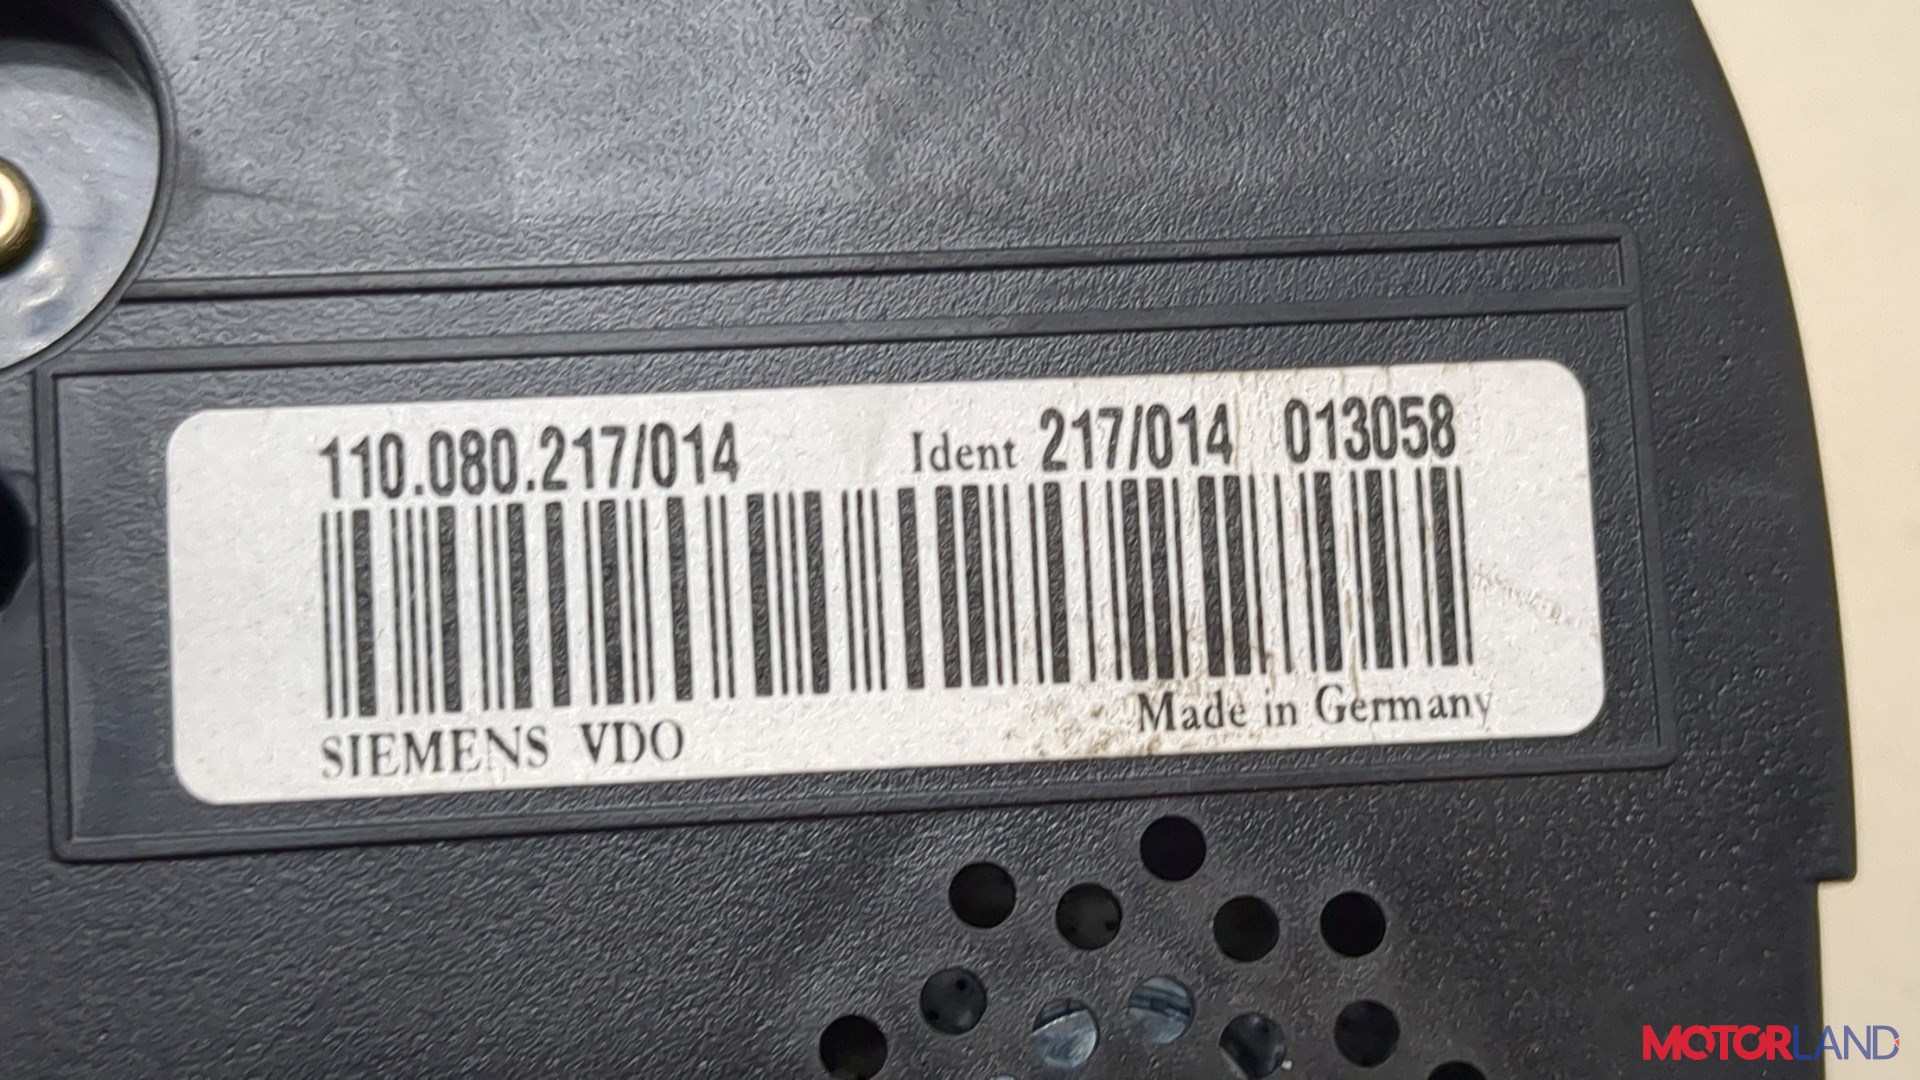 110.080.217/014 Ident 217/014 013058
SIEMENS VDO Made in Germany
MOTORLAND